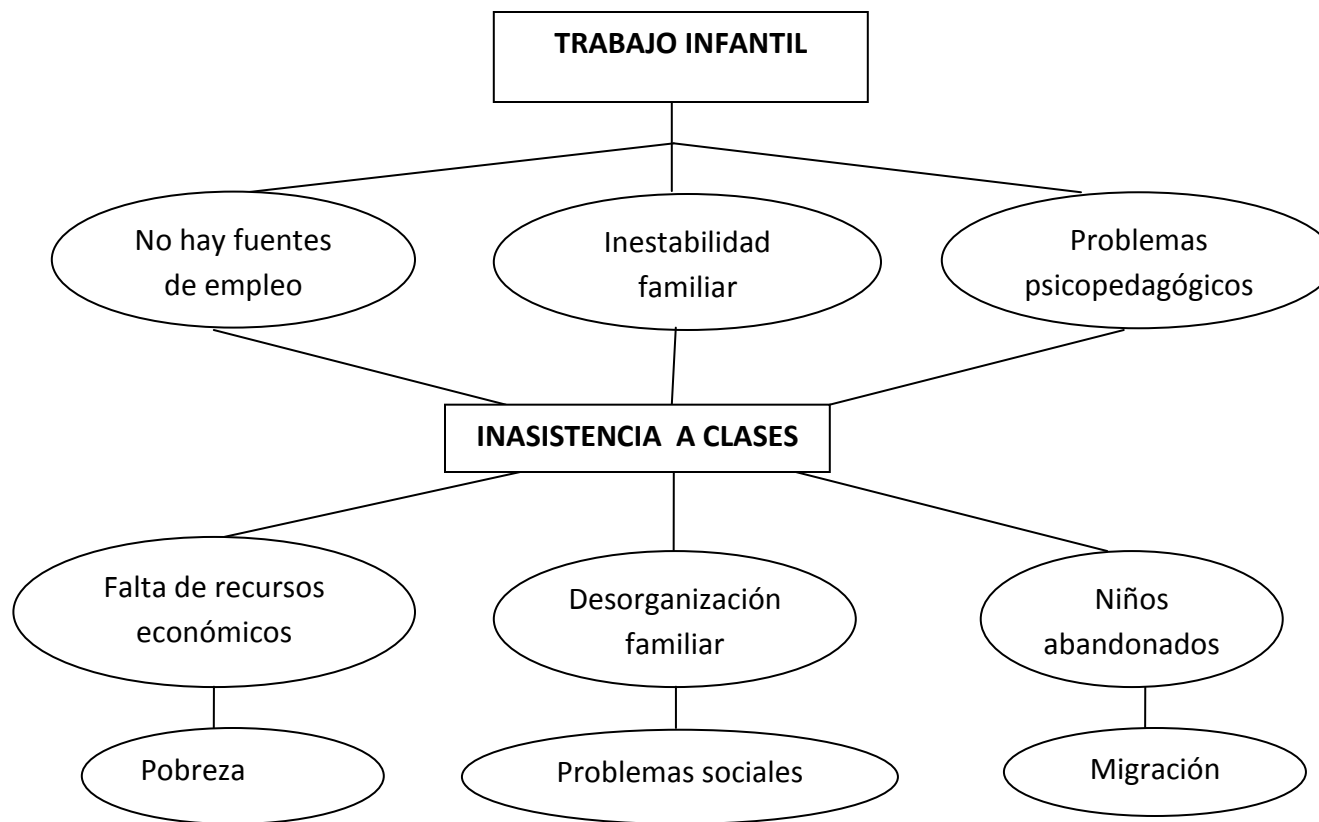 TRABAJO INFANTIL
No hay fuentes
de empleo
Inestabilidad
familiar
Problemas
psicopedagógicos
INASISTENCIA  A CLASES
Falta de recursos
económicos
Desorganización
familiar
Niños
abandonados
Pobreza
Problemas sociales
Migración